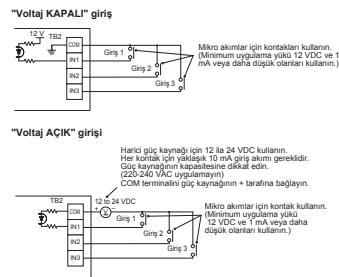 "Voltaj KAPALI" giriş
12 V
TB2
COM
IN1
IN2
IN3
Giriş 1
Giriş 2
Giriş 3
Mikro akımlar için kontakları kullanın.
(Minimum uygulama yükü 12 VDC ve 1
mA veya daha düşük olanları kullanın.)
"Voltaj AÇIK" girişi
Harici güç kaynağı için 12 ila 24 VDC kullanın.
Her kontak için yaklaşık 10 mA giriş akımı gereklidir.
Güç kaynağının kapasitesine dikkat edin.
(220-240 VAC uygulamayın)
COM terminalini güç kaynağının + tarafına bağlayın.
TB2
12 to 24 VDC
+
V
−
COM
IN1
IN2
IN3
Giriş 1
Giriş 2
Giriş 3
Mikro akımlar için kontak kullanın.
(Minimum uygulama yükü
12 VDC ve 1 mA veya daha
düşük olanları kullanın.)